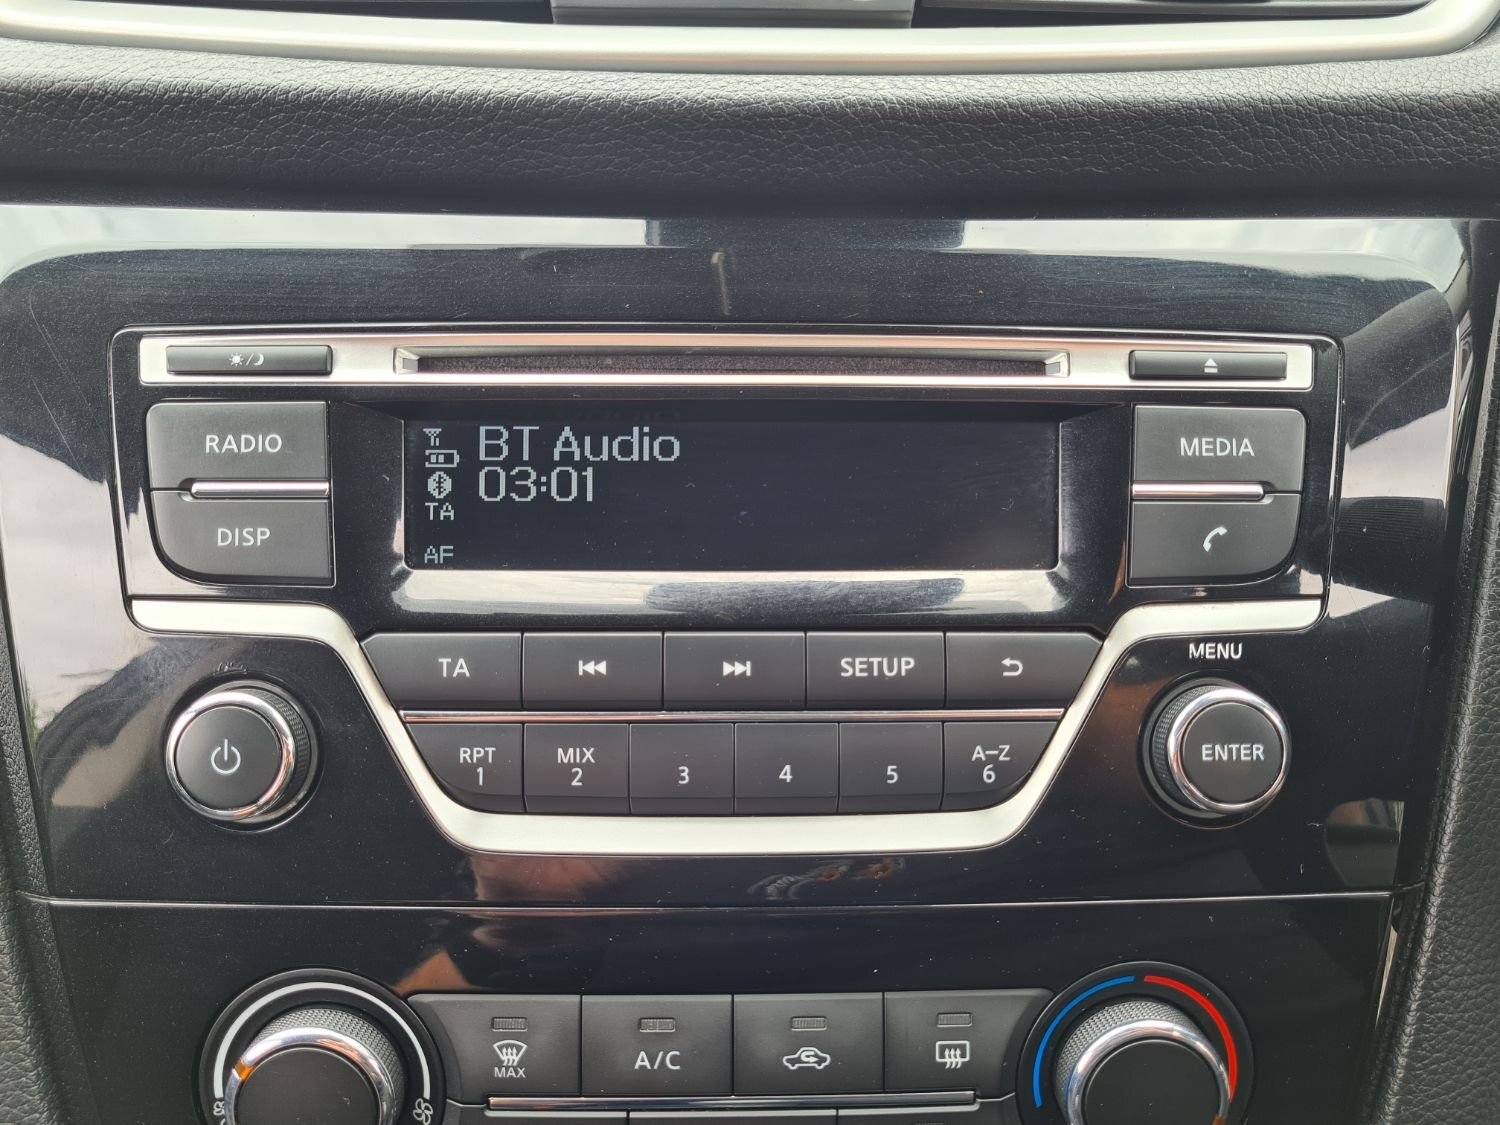 RADIO
DISP
BT Audio
03:01
TA
AF
MEDIA
MENU
TA
SETUP
ENTER
RPT
1
MIX
2
3
4
5
A-Z
6
MAX
A/C